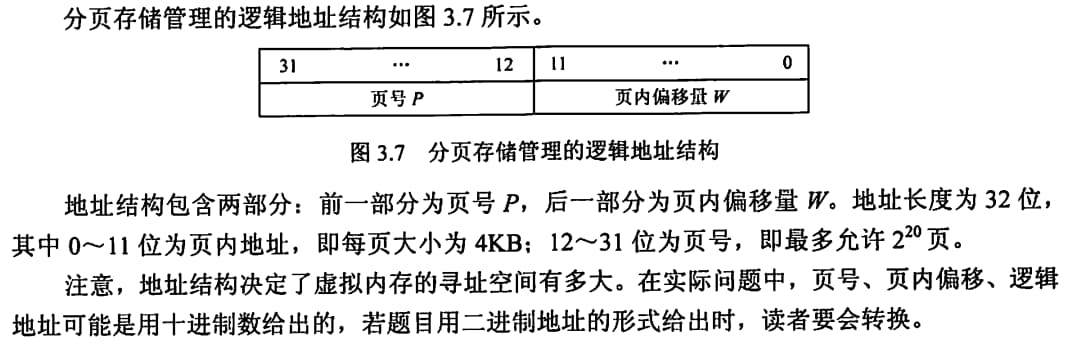 分页存储管理的逻辑地址结构如图 3.7 所示。
31 … 12 11 … 0
页号 P 页内偏移量 W
图 3.7 分页存储管理的逻辑地址结构
地址结构包含两部分：前一部分为页号 P，后一部分为页内偏移量 W。地址长度为 32 位，
其中 0～11 位为页内地址，即每页大小为 4KB；12～31 位为页号，即最多允许 2²⁰ 页。
注意，地址结构决定了虚拟内存的寻址空间有多大。在实际问题中，页号、页内偏移、逻辑
地址可能是用十进制数给出的，若题目用二进制地址的形式给出时，读者要会转换。